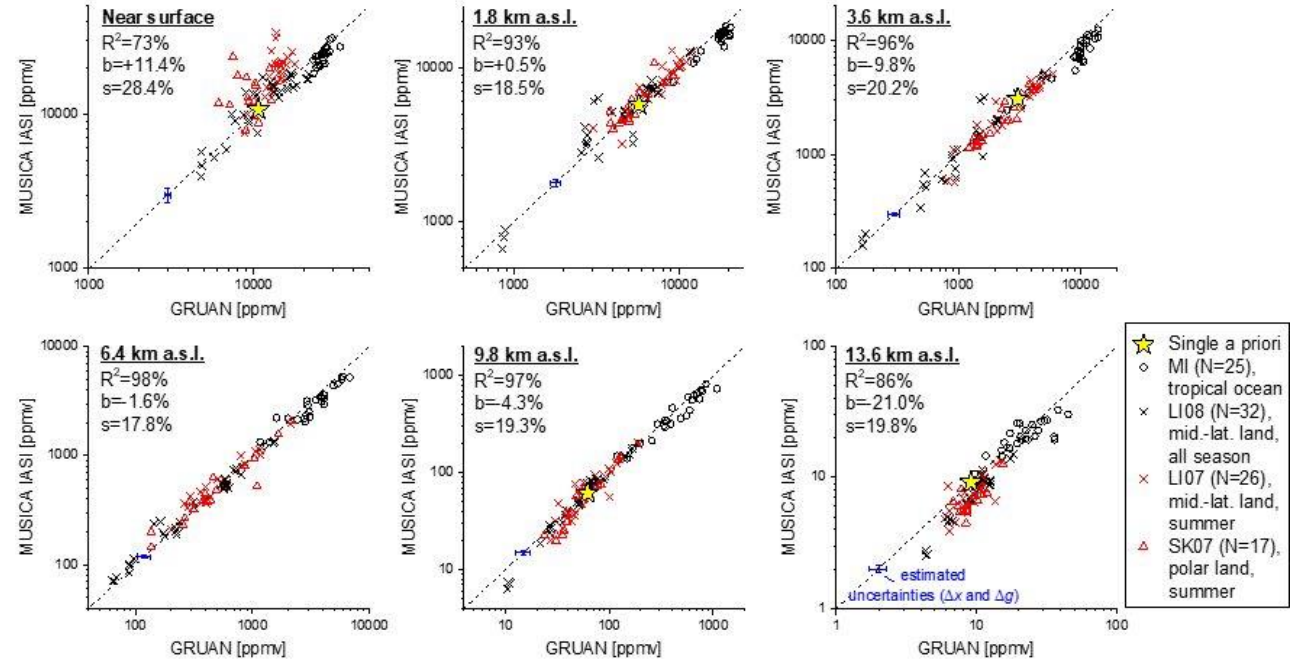 Near surface
R²=73%
b=+11.4%
s=28.4%
MUSICA IASI [ppmv]
10000
1000
1000
10000
GRUAN [ppmv]
1.8 km a.s.l.
R²=93%
b=+0.5%
s=18.5%
MUSICA IASI [ppmv]
10000
1000
1000
10000
GRUAN [ppmv]
3.6 km a.s.l.
R²=96%
b=-9.8%
s=20.2%
MUSICA IASI [ppmv]
10000
1000
100
100
1000
10000
GRUAN [ppmv]
6.4 km a.s.l.
R²=98%
b=-1.6%
s=17.8%
MUSICA IASI [ppmv]
10000
1000
100
100
1000
10000
GRUAN [ppmv]
9.8 km a.s.l.
R²=97%
b=-4.3%
s=19.3%
MUSICA IASI [ppmv]
1000
100
10
10
100
1000
GRUAN [ppmv]
13.6 km a.s.l.
R²=86%
b=-21.0%
s=19.8%
MUSICA IASI [ppmv]
100
10
1
1
10
100
GRUAN [ppmv]
estimated
uncertainties (Δx and Δg)
Single a priori
MI (N=25),
tropical ocean
LI08 (N=32),
mid.-lat. land,
all season
LI07 (N=26),
mid.-lat. land,
summer
SK07 (N=17),
polar land,
summer